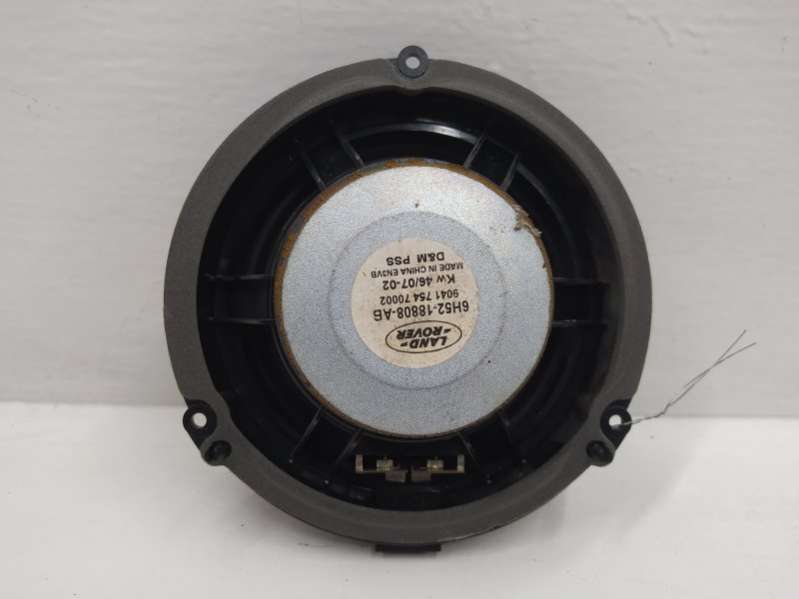 LAND-
-ROVER
6H52-18808-AB
9041 754 70002
Kw 46/07-02
MADE IN CHINA EN3VB
D&M PSS